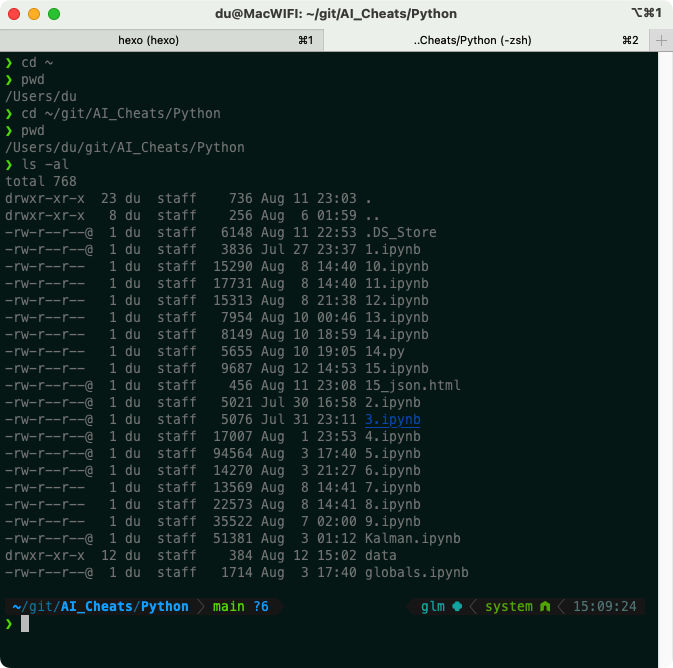 du@MacWIFI: ~/git/AI_Cheats/Python ⌥⌘1
hexo (hexo) ⌘1 ..Cheats/Python (-zsh) ⌘2 +
❯ cd ~
❯ pwd
/Users/du
❯ cd ~/git/AI_Cheats/Python
❯ pwd
/Users/du/git/AI_Cheats/Python
❯ ls -al
total 768
drwxr-xr-x  23 du  staff    736 Aug 11 23:03 .
drwxr-xr-x   8 du  staff    256 Aug  6 01:59 ..
-rw-r--r--@  1 du  staff   6148 Aug 11 22:53 .DS_Store
-rw-r--r--@  1 du  staff   3836 Jul 27 23:37 1.ipynb
-rw-r--r--   1 du  staff  15290 Aug  8 14:40 10.ipynb
-rw-r--r--   1 du  staff  17731 Aug  8 14:40 11.ipynb
-rw-r--r--   1 du  staff  15313 Aug  8 21:38 12.ipynb
-rw-r--r--   1 du  staff   7954 Aug 10 00:46 13.ipynb
-rw-r--r--   1 du  staff   8149 Aug 10 18:59 14.ipynb
-rw-r--r--   1 du  staff   5655 Aug 10 19:05 14.py
-rw-r--r--   1 du  staff   9687 Aug 12 14:53 15.ipynb
-rw-r--r--@  1 du  staff    456 Aug 11 23:08 15_json.html
-rw-r--r--@  1 du  staff   5021 Jul 30 16:58 2.ipynb
-rw-r--r--@  1 du  staff   5076 Jul 31 23:11 3.ipynb
-rw-r--r--@  1 du  staff  17007 Aug  1 23:53 4.ipynb
-rw-r--r--@  1 du  staff  94564 Aug  3 17:40 5.ipynb
-rw-r--r--@  1 du  staff  14270 Aug  3 21:27 6.ipynb
-rw-r--r--   1 du  staff  13569 Aug  8 14:41 7.ipynb
-rw-r--r--   1 du  staff  22573 Aug  8 14:41 8.ipynb
-rw-r--r--   1 du  staff  35522 Aug  7 02:00 9.ipynb
-rw-r--r--@  1 du  staff  51381 Aug  3 01:12 Kalman.ipynb
drwxr-xr-x  12 du  staff    384 Aug 12 15:02 data
-rw-r--r--@  1 du  staff   1714 Aug  3 17:40 globals.ipynb
~/git/AI_Cheats/Python main ?6 glm system 15:09:24
❯